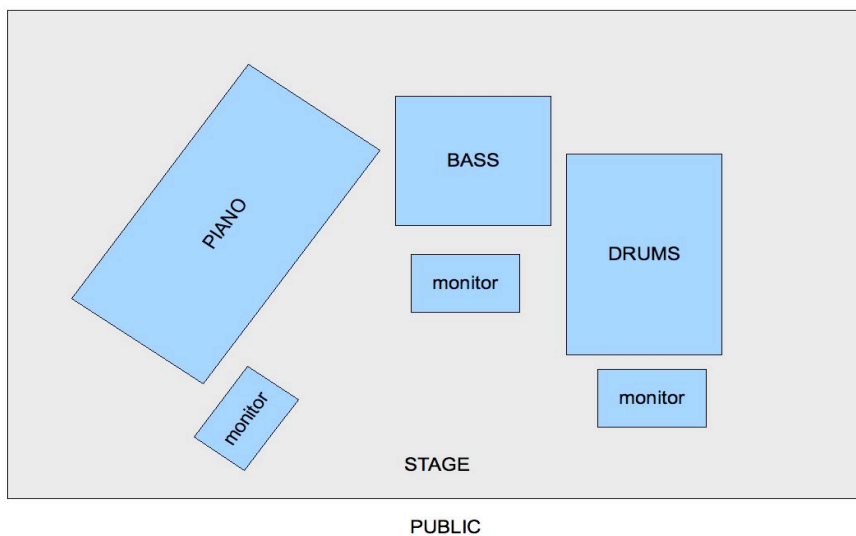 BASS
PIANO
DRUMS
monitor
monitor
monitor
STAGE
PUBLIC